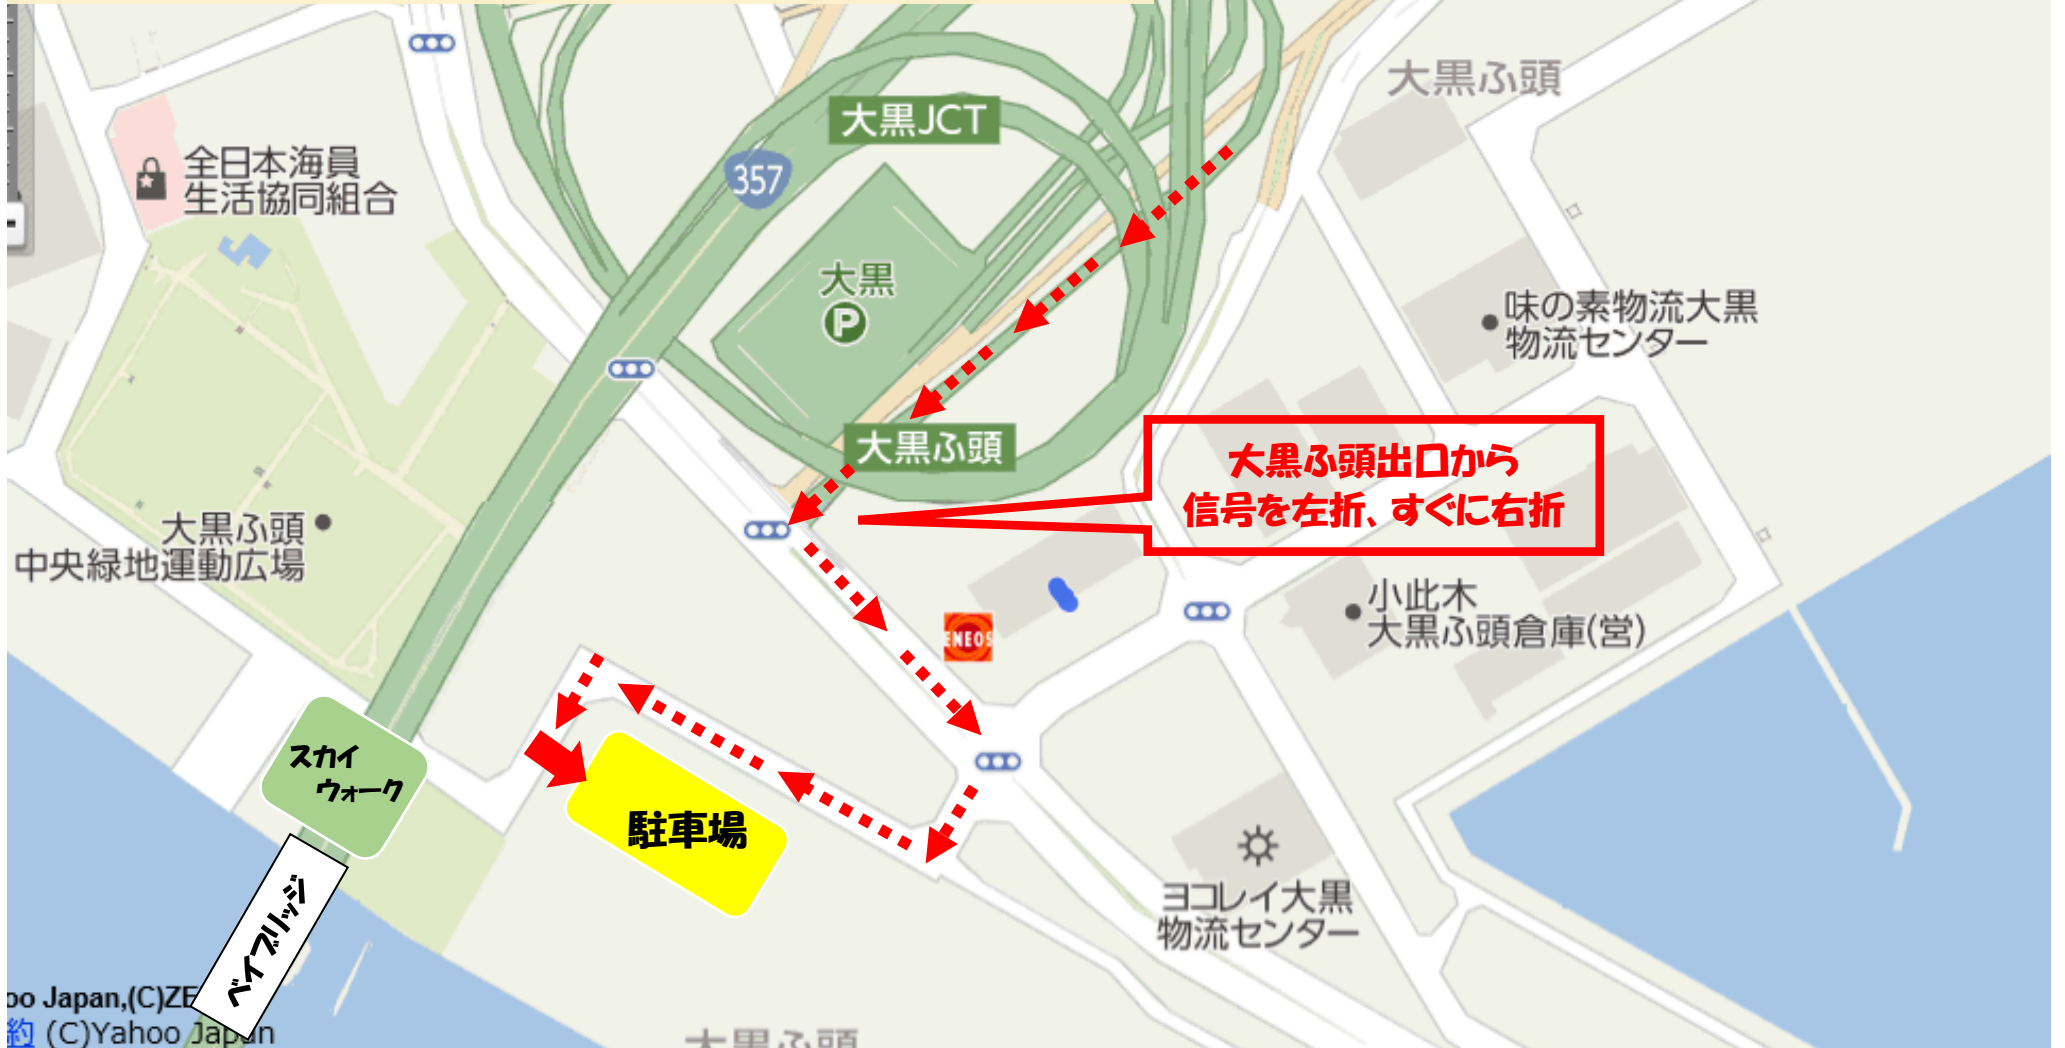 大黒ふ頭
大黒JCT
357
全日本海員
生活協同組合
大黒
P
味の素物流大黒
物流センター
大黒ふ頭
大黒ふ頭出口から
信号を左折、すぐに右折
大黒ふ頭
中央緑地運動広場
ENEOS
小此木
大黒ふ頭倉庫(営)
スカイ
ウォーク
駐車場
ベイブリッジ
ヨコレイ大黒
物流センター
oo Japan,(C)ZE
約 (C)Yahoo Japan
大黒ふ頭